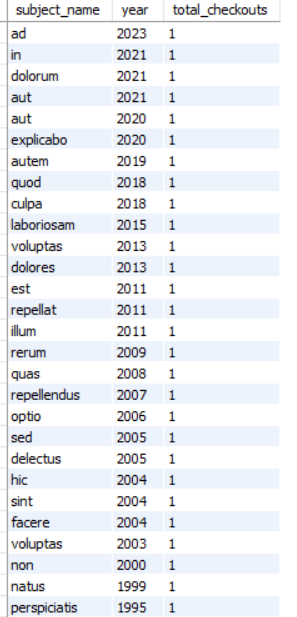 subject_name year total_checkouts
ad 2023 1
in 2021 1
dolorum 2021 1
aut 2021 1
aut 2020 1
explicabo 2020 1
autem 2019 1
quod 2018 1
culpa 2018 1
laboriosam 2015 1
voluptas 2013 1
dolores 2013 1
est 2011 1
repellat 2011 1
illum 2011 1
rerum 2009 1
quas 2008 1
repellendus 2007 1
optio 2006 1
sed 2005 1
delectus 2005 1
hic 2004 1
sint 2004 1
facere 2004 1
voluptas 2003 1
non 2000 1
natus 1999 1
perspiciatis 1995 1